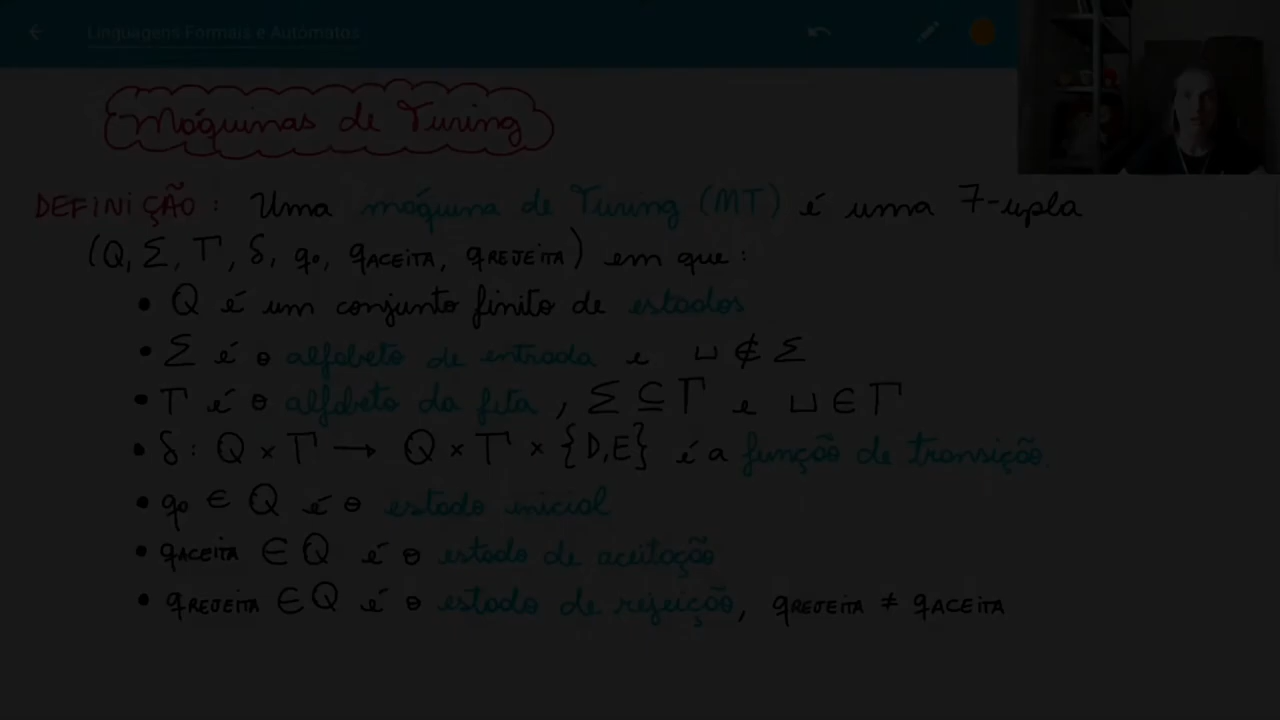 Linguagens Formais e Autômatos
Máquinas de Turing
DEFINIÇÃO: Uma máquina de Turing (MT) é uma 7-upla
(Q, Σ, Γ, δ, q₀, qACEITA, qREJEITA) em que:
• Q é um conjunto finito de estados
• Σ é o alfabeto de entrada e ⊔ ∉ Σ
• Γ é o alfabeto da fita, Σ ⊆ Γ e ⊔ ∈ Γ
• δ: Q × Γ → Q × Γ × {D,E} é a função de transição.
• q₀ ∈ Q é o estado inicial
• qACEITA ∈ Q é o estado de aceitação
• qREJEITA ∈ Q é o estado de rejeição, qREJEITA ≠ qACEITA